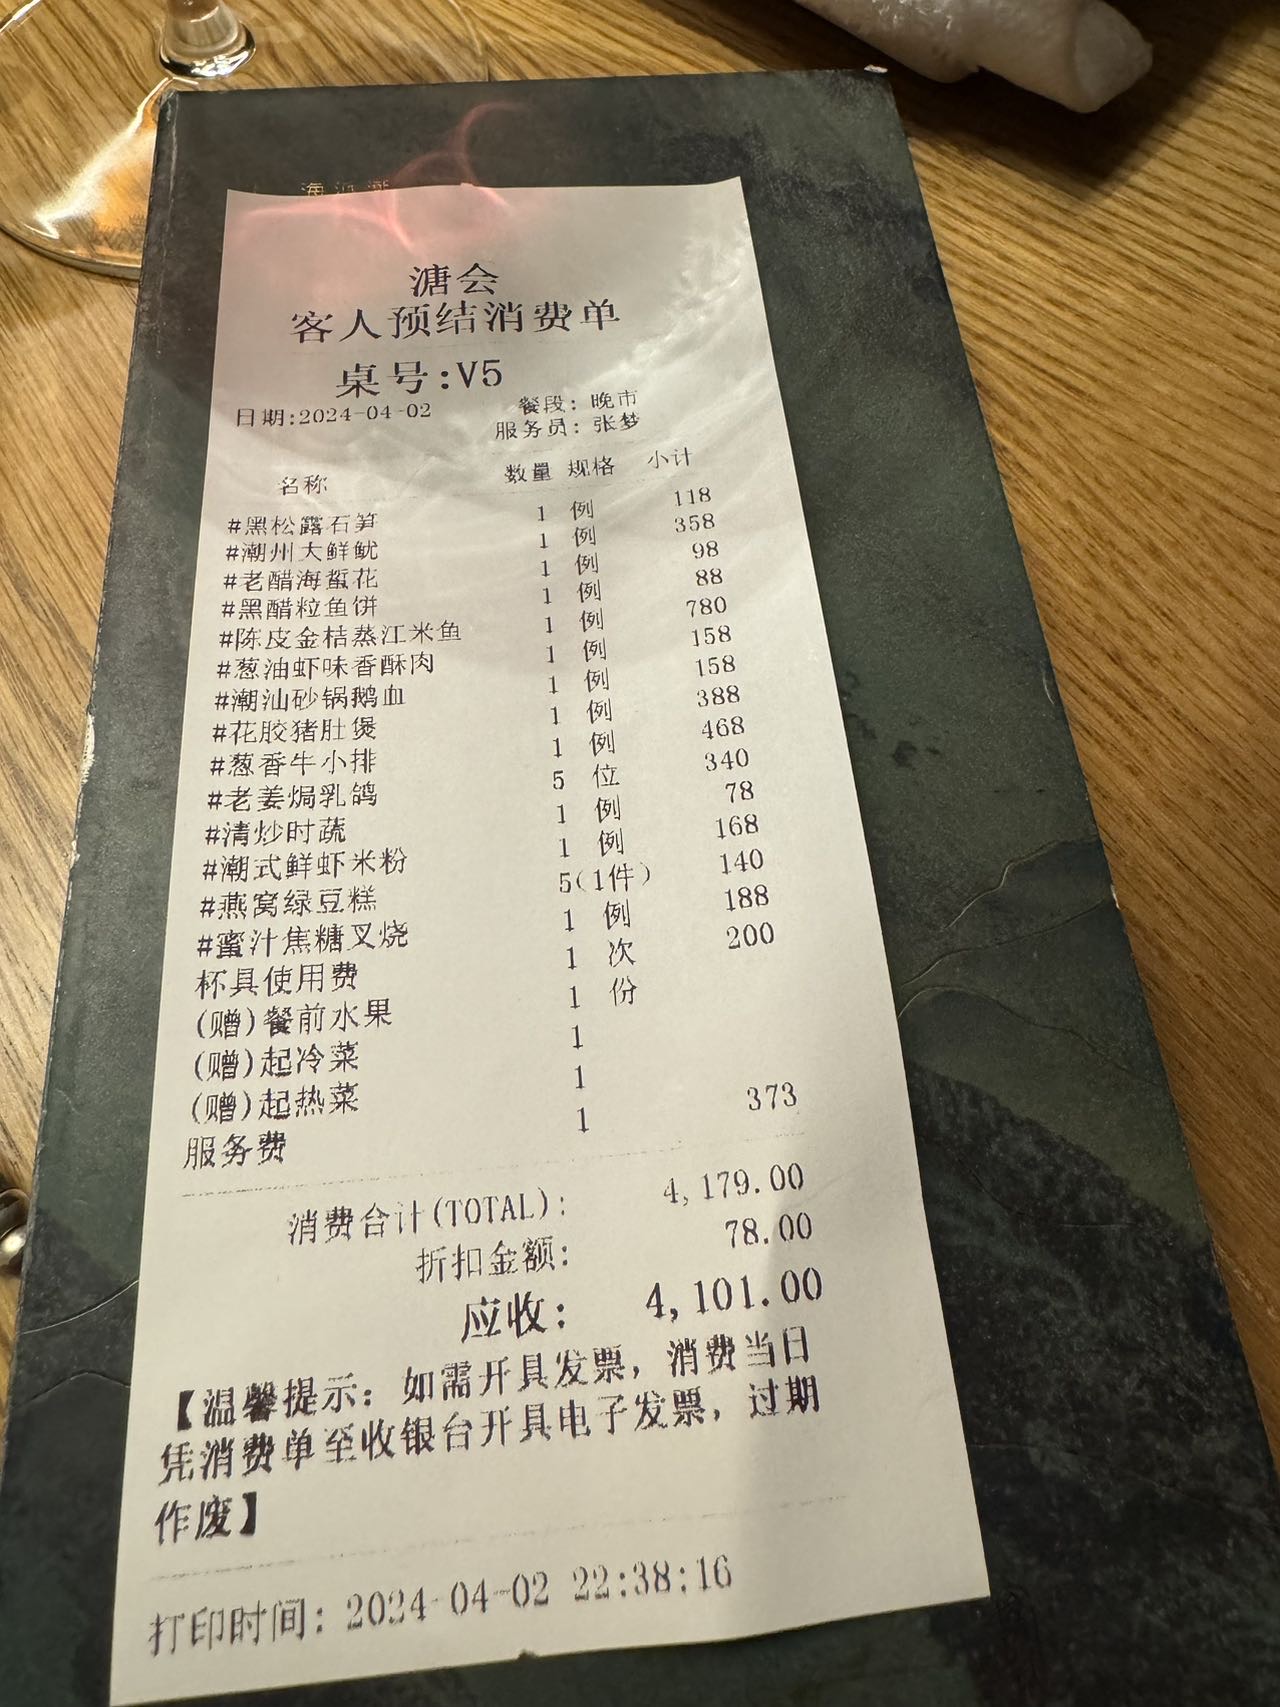 溏会
客人预结消费单
桌号:V5
日期:2024-04-02 餐段: 晚市
服务员: 张梦
名称 数量 规格 小计
#黑松露石笋 1 例 118
#潮州大鲜鱿 1 例 358
#老醋海蜇花 1 例 98
#黑醋粒鱼饼 1 例 88
#陈皮金桔蒸江米鱼 1 例 780
#葱油虾味香酥肉 1 例 158
#潮汕砂锅鹅血 1 例 158
#花胶猪肚煲 1 例 388
#葱香牛小排 1 例 468
#老姜焗乳鸽 5 位 340
#清炒时蔬 1 例 78
#潮式鲜虾米粉 1 例 168
#燕窝绿豆糕 5(1件) 140
#蜜汁焦糖叉烧 1 例 188
杯具使用费 1 次 200
(赠)餐前水果 1 份
(赠)起冷菜 1
(赠)起热菜 1
服务费 1 373
消费合计(TOTAL): 4,179.00
折扣金额: 78.00
应收: 4,101.00
【温馨提示: 如需开具发票, 消费当日
凭消费单至收银台开具电子发票, 过期
作废】
打印时间: 2024-04-02 22:38:16